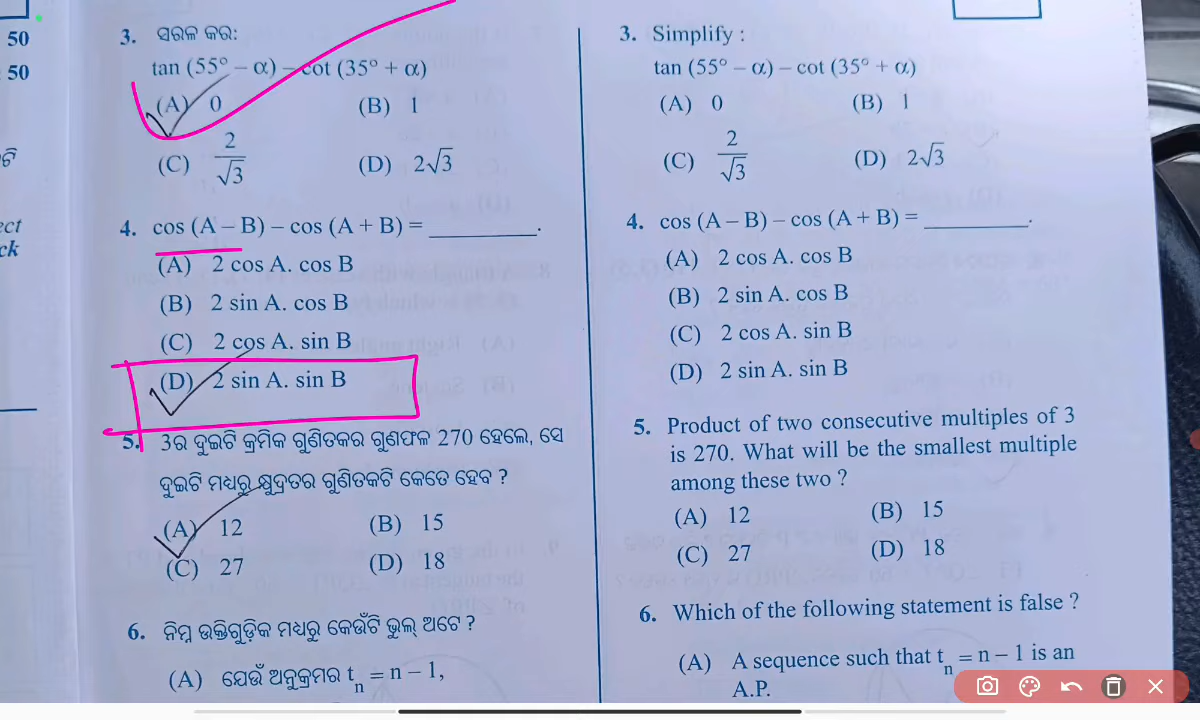 50
50
ect
ck
3. ସରଳ କର:
tan (55° – α) – cot (35° + α)
(A) 0 (B) 1
(C) 2/√3 (D) 2√3
4. cos (A – B) – cos (A + B) = ________.
(A) 2 cos A. cos B
(B) 2 sin A. cos B
(C) 2 cos A. sin B
(D) 2 sin A. sin B
5. 3ର ଦୁଇଟି କ୍ରମିକ ଗୁଣିତକର ଗୁଣଫଳ 270 ହେଲେ, ସେ
ଦୁଇଟି ମଧ୍ୟରୁ କ୍ଷୁଦ୍ରତର ଗୁଣିତକଟି କେତେ ହେବ ?
(A) 12 (B) 15
(C) 27 (D) 18
6. ନିମ୍ନ ଉକ୍ତିଗୁଡ଼ିକ ମଧ୍ୟରୁ କେଉଁଟି ଭୁଲ୍ ଅଟେ ?
(A) ଯେଉଁ ଅନୁକ୍ରମର tn = n – 1,
3. Simplify :
tan (55° – α) – cot (35° + α)
(A) 0 (B) 1
(C) 2/√3 (D) 2√3
4. cos (A – B) – cos (A + B) = ________.
(A) 2 cos A. cos B
(B) 2 sin A. cos B
(C) 2 cos A. sin B
(D) 2 sin A. sin B
5. Product of two consecutive multiples of 3
is 270. What will be the smallest multiple
among these two ?
(A) 12 (B) 15
(C) 27 (D) 18
6. Which of the following statement is false ?
(A) A sequence such that tn = n – 1 is an
A.P.